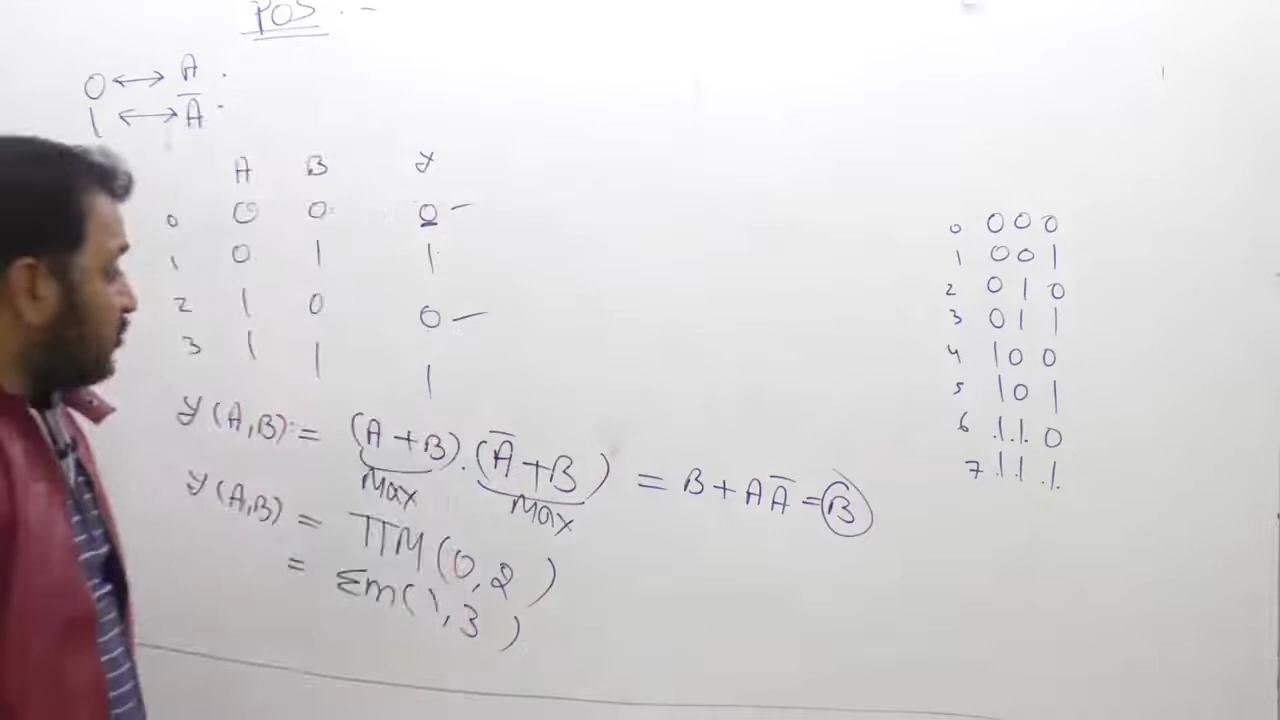 POS :-
0 ↔ A .
1 ↔ A̅ .
A B y
0 0 0 0 –
1 0 1 1
2 1 0 0 –
3 1 1 1
y (A,B) = (A + B) . (A̅ + B) = B + A A̅ = B
Max Max
y (A,B) = πM (0, 2)
= Σm (1, 3)
0 0 0 0
1 0 0 1
2 0 1 0
3 0 1 1
4 1 0 0
5 1 0 1
6 1 1 0
7 1 1 1